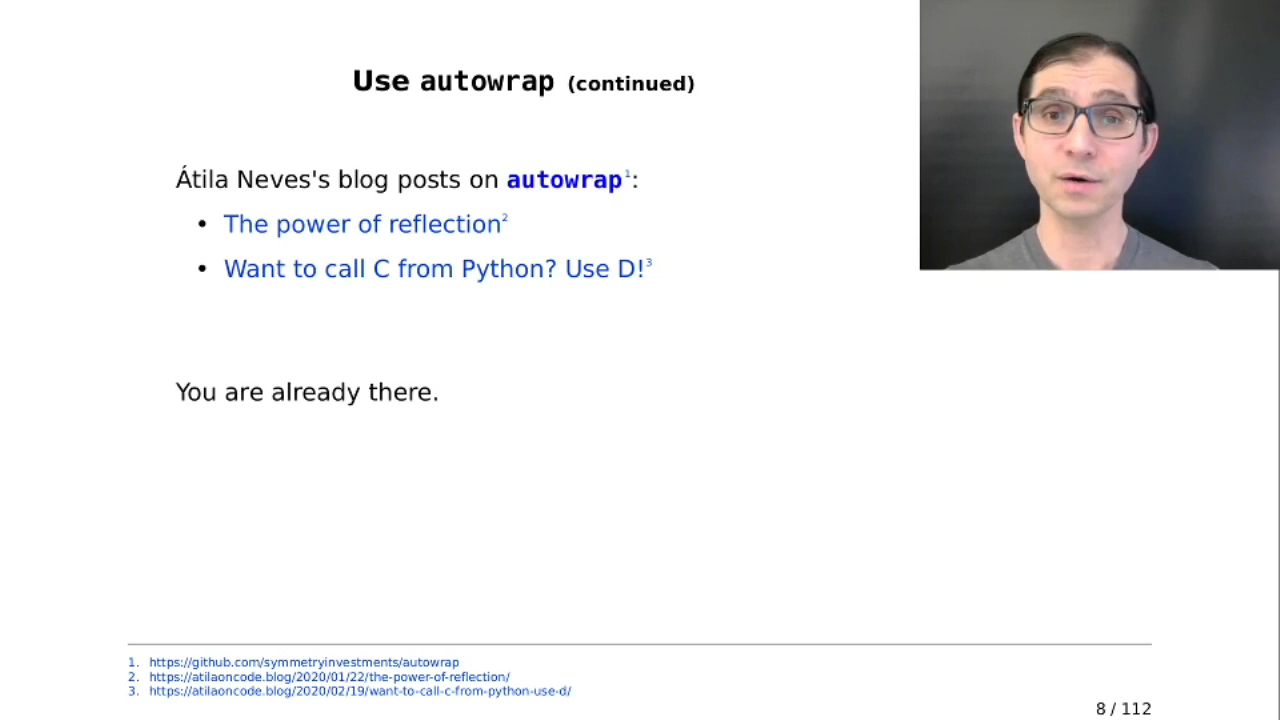 Use autowrap (continued)
Átila Neves's blog posts on autowrap¹:
• The power of reflection²
• Want to call C from Python? Use D!³
You are already there.
1. https://github.com/symmetryinvestments/autowrap
2. https://atilaoncode.blog/2020/01/22/the-power-of-reflection/
3. https://atilaoncode.blog/2020/02/19/want-to-call-c-from-python-use-d/
8 / 112